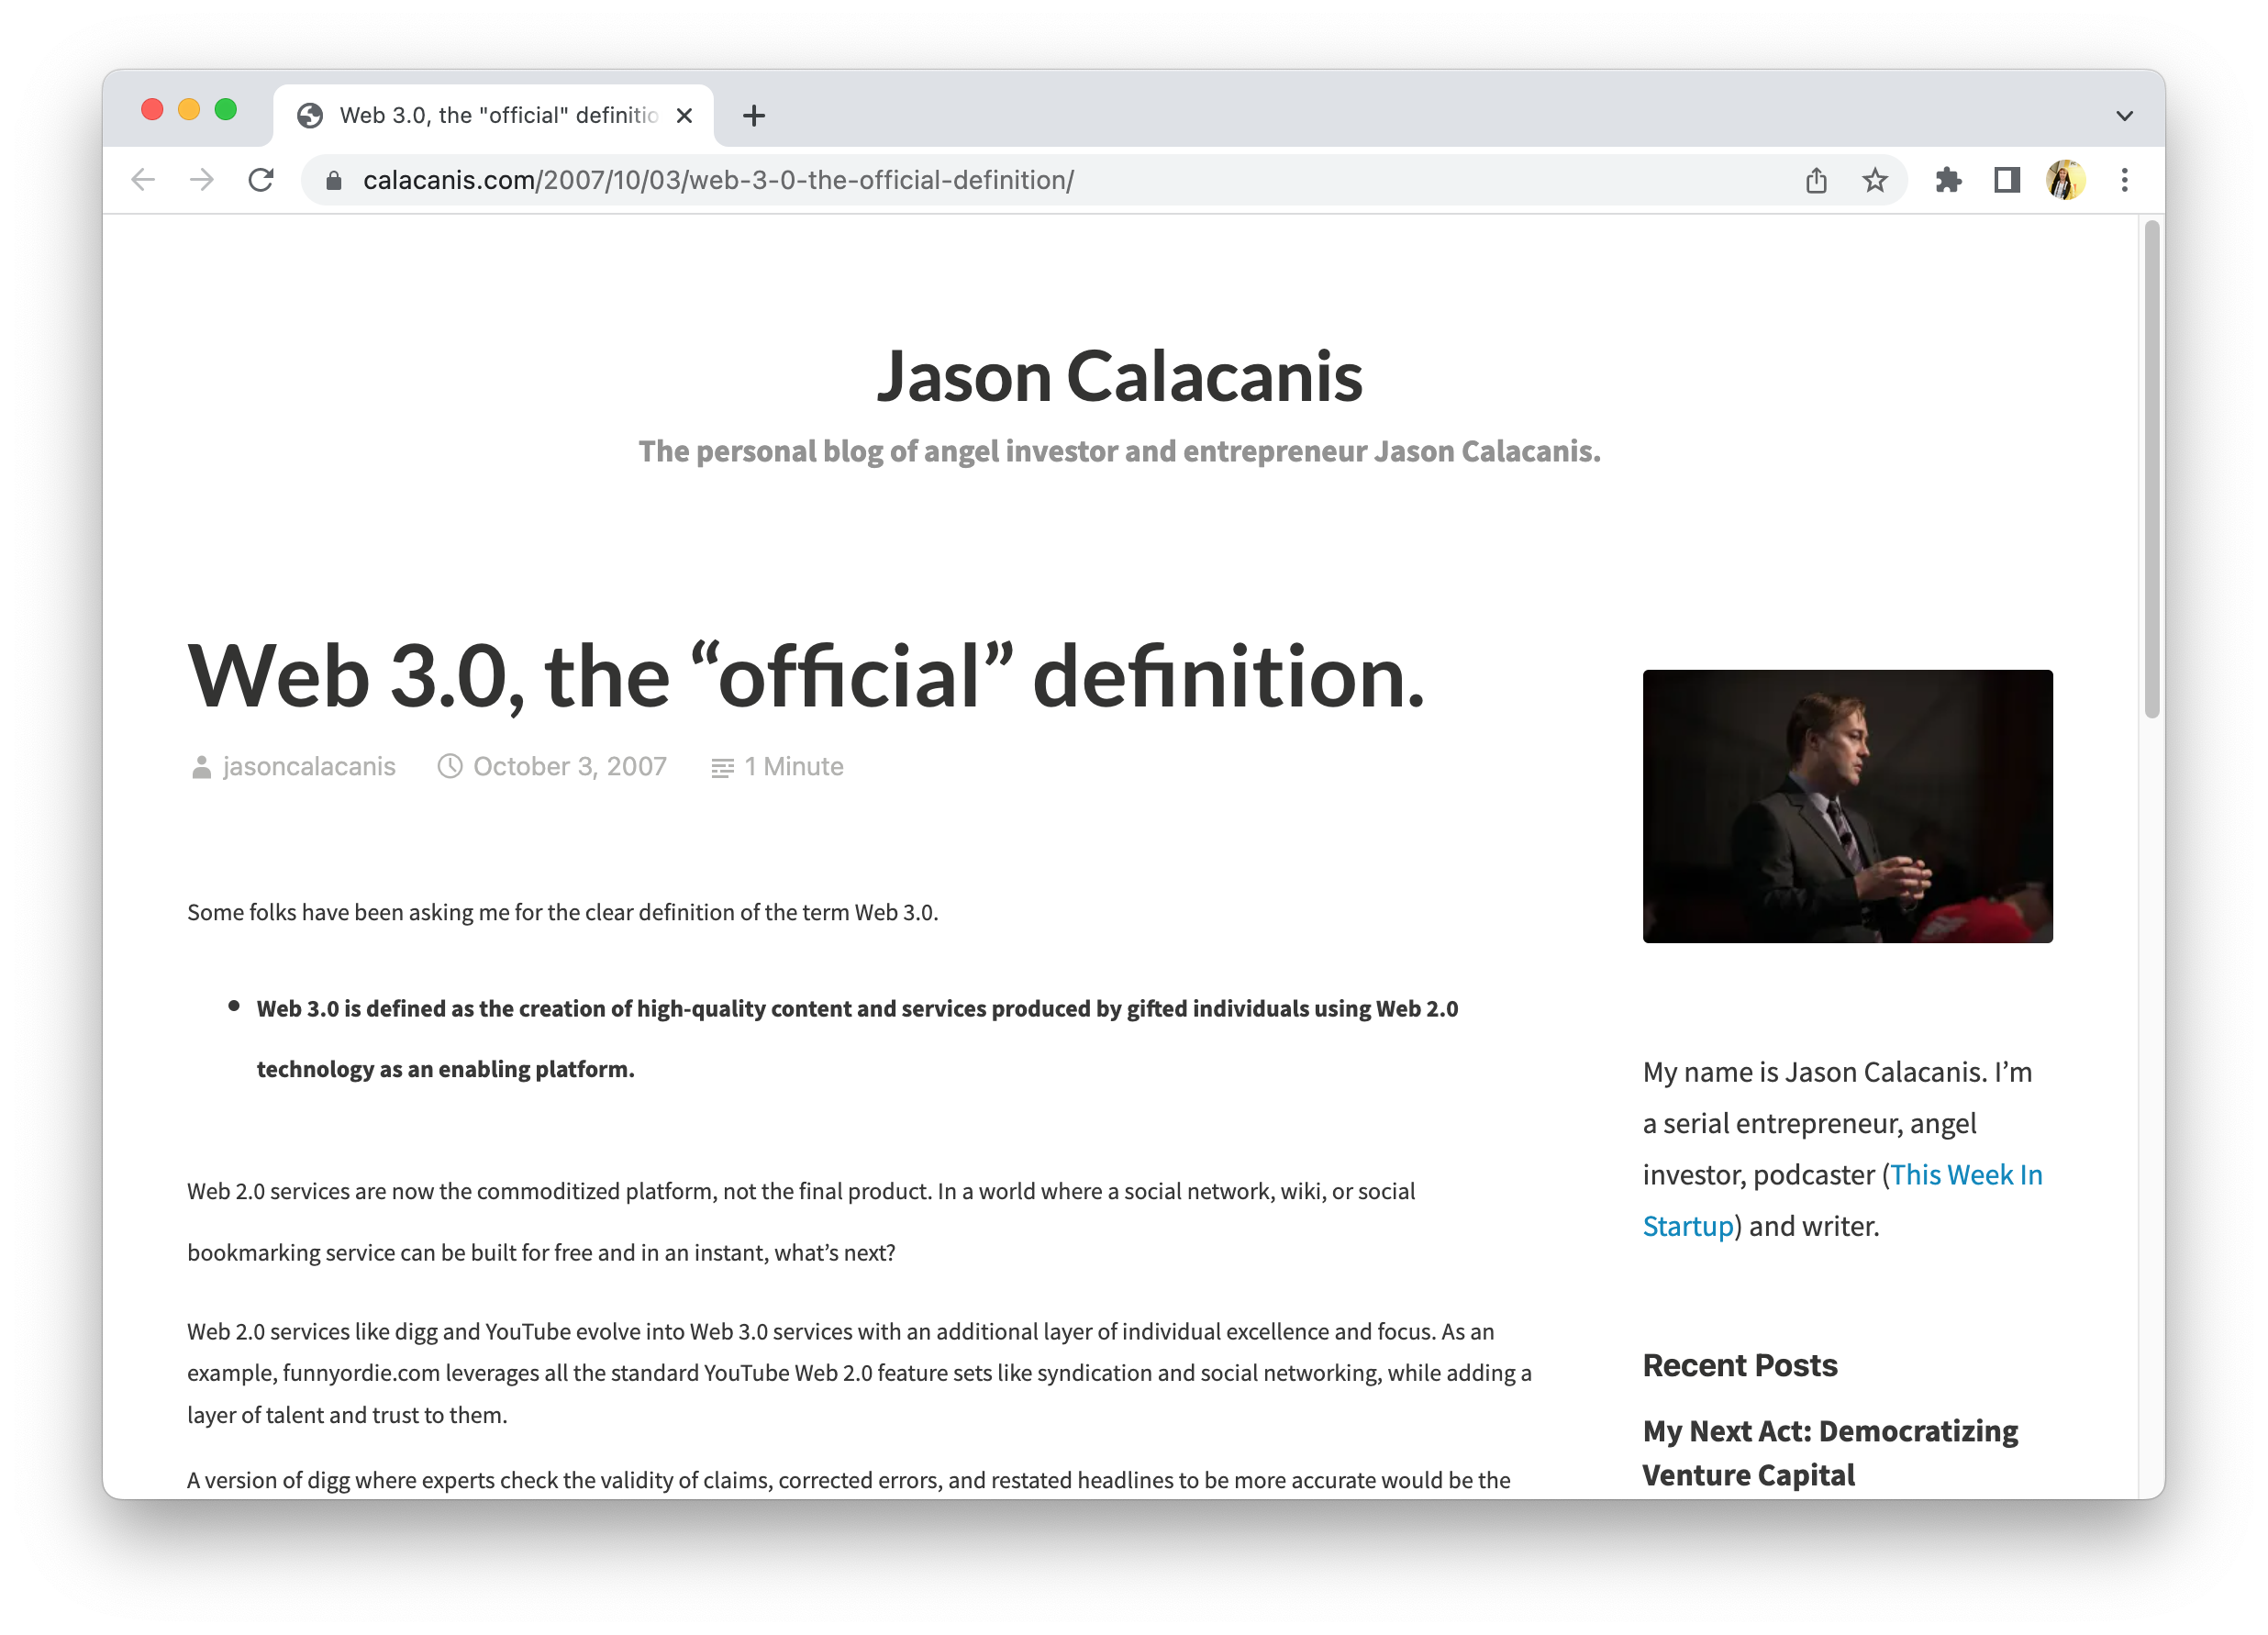 Web 3.0, the "official" definitio
calacanis.com/2007/10/03/web-3-0-the-official-definition/
Jason Calacanis
The personal blog of angel investor and entrepreneur Jason Calacanis.
Web 3.0, the “official” definition.
jasoncalacanis October 3, 2007 1 Minute
Some folks have been asking me for the clear definition of the term Web 3.0.
• Web 3.0 is defined as the creation of high-quality content and services produced by gifted individuals using Web 2.0
technology as an enabling platform.
Web 2.0 services are now the commoditized platform, not the final product. In a world where a social network, wiki, or social
bookmarking service can be built for free and in an instant, what’s next?
Web 2.0 services like digg and YouTube evolve into Web 3.0 services with an additional layer of individual excellence and focus. As an
example, funnyordie.com leverages all the standard YouTube Web 2.0 feature sets like syndication and social networking, while adding a
layer of talent and trust to them.
A version of digg where experts check the validity of claims, corrected errors, and restated headlines to be more accurate would be the
My name is Jason Calacanis. I’m
a serial entrepreneur, angel
investor, podcaster (This Week In
Startup) and writer.
Recent Posts
My Next Act: Democratizing
Venture Capital